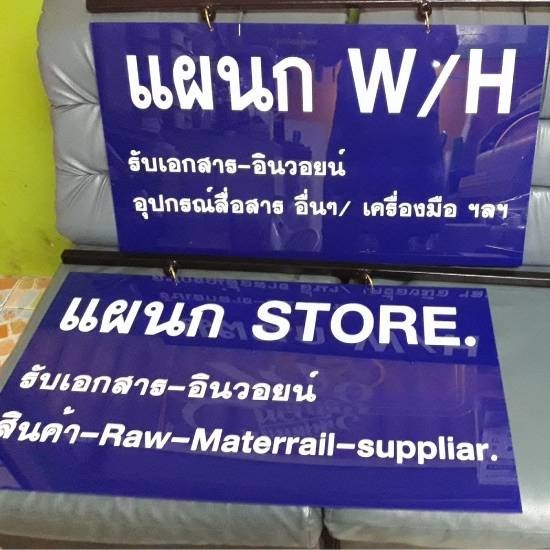 แผนก W/H
รับเอกสาร-อินวอยน์
อุปกรณ์สื่อสาร อื่นๆ/ เครื่องมือ ฯลฯ
แผนก STORE.
รับเอกสาร-อินวอยน์
สินค้า-Raw-Materrail-suppliar.